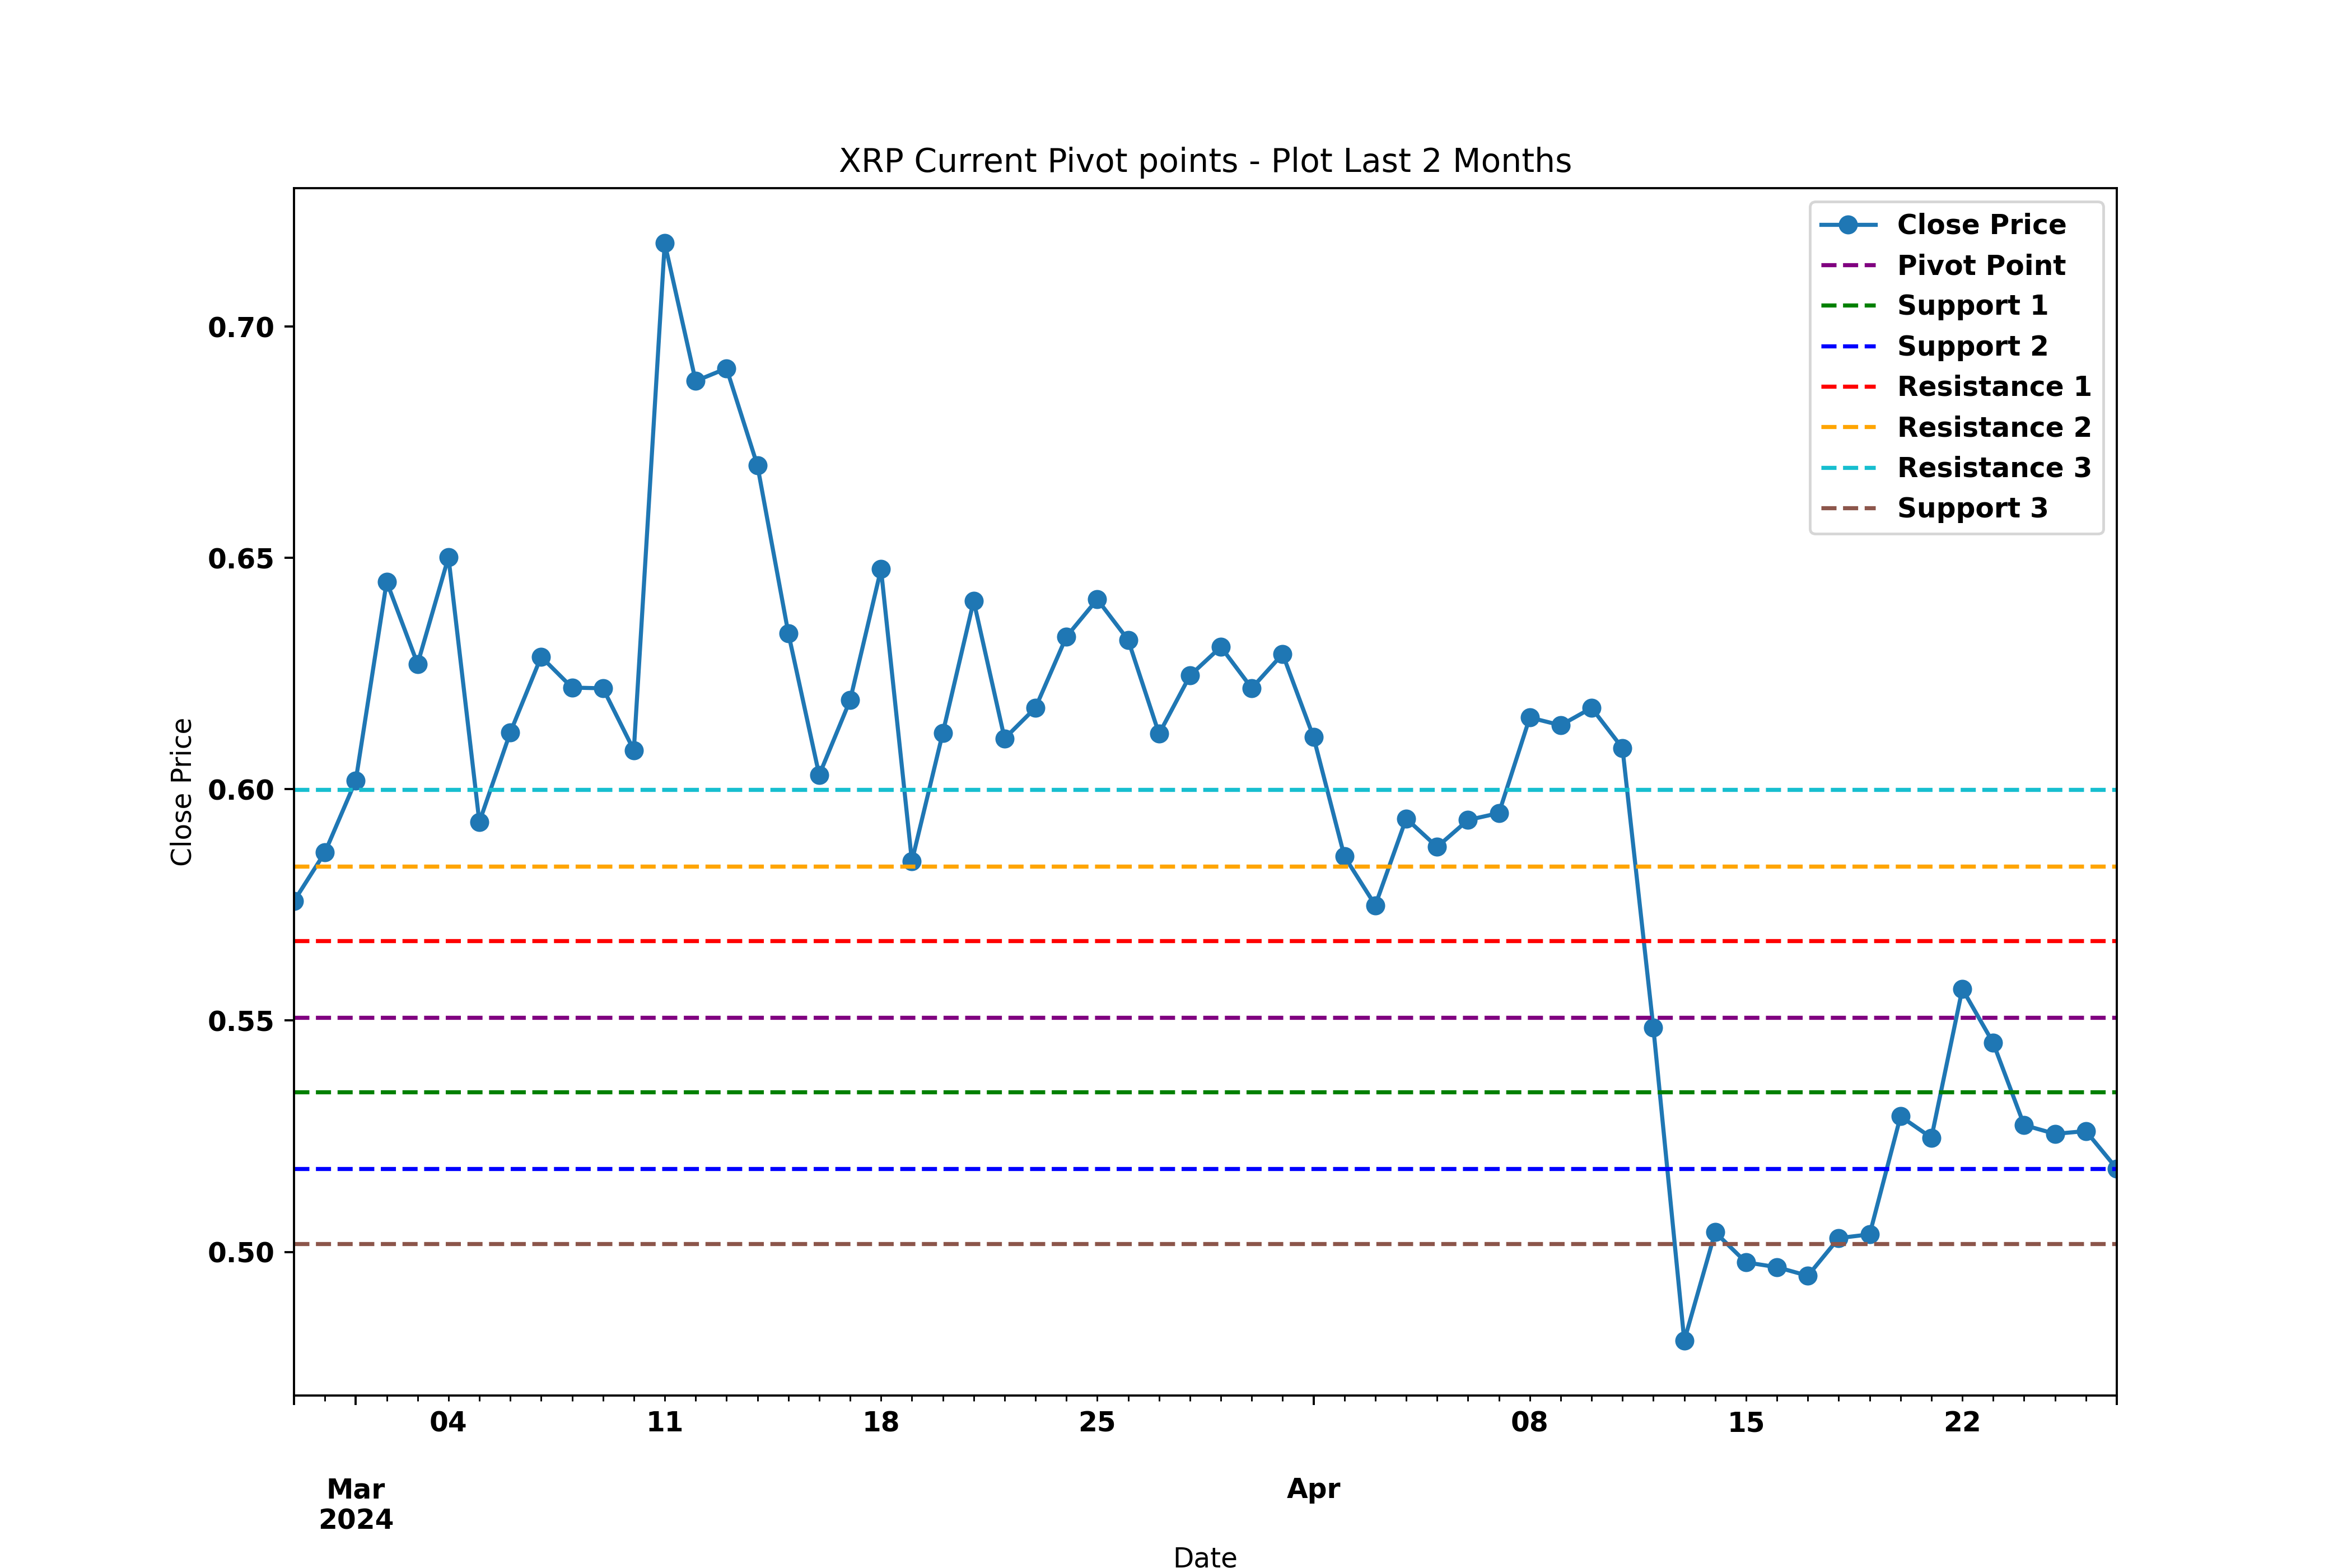 XRP Current Pivot points - Plot Last 2 Months
Close Price
Pivot Point
Support 1
Support 2
Resistance 1
Resistance 2
Resistance 3
Support 3
0.70
0.65
0.60
0.55
0.50
Close Price
04 11 18 25 08 15 22
Mar Apr
2024
Date